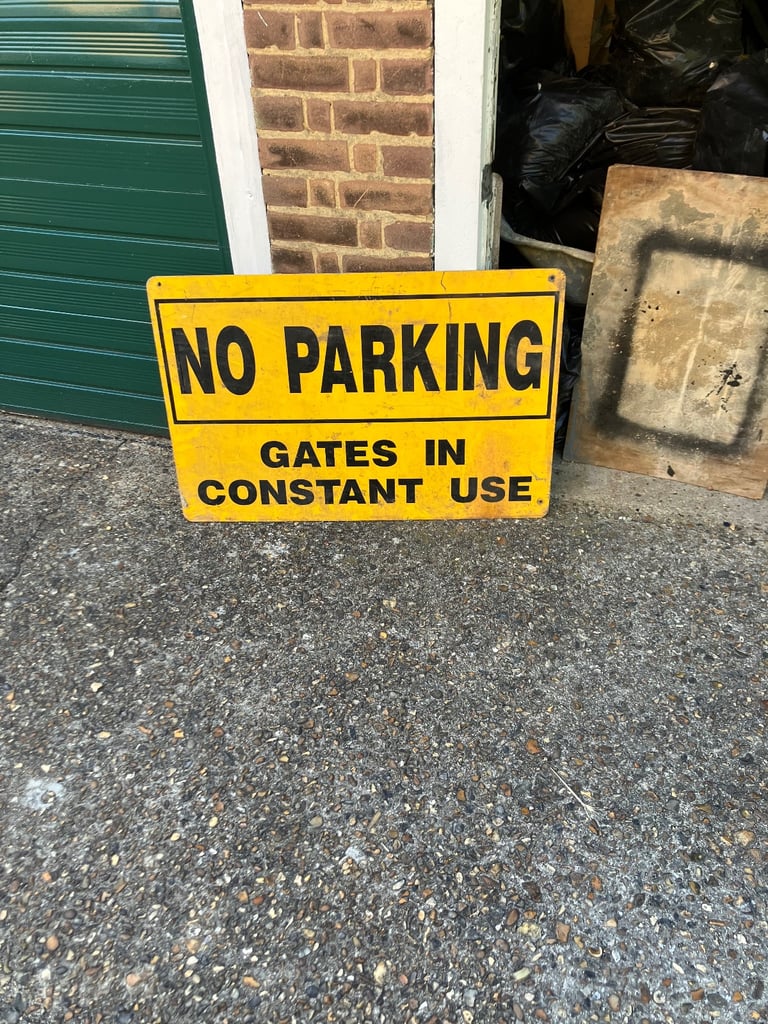 NO PARKING
GATES IN
CONSTANT USE